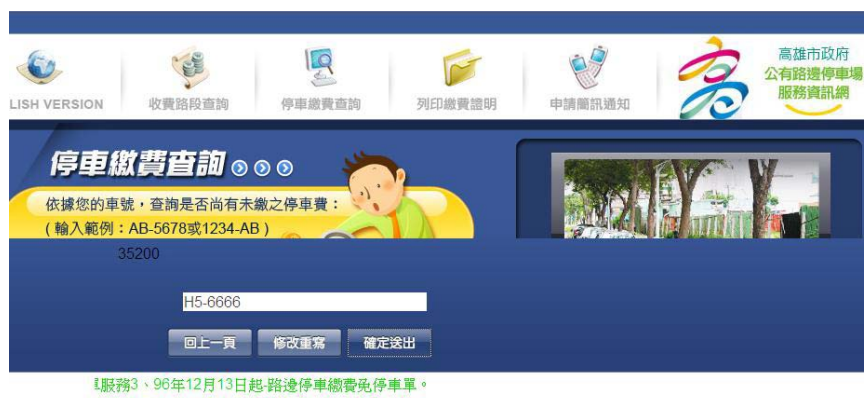 LISH VERSION
收費路段查詢
停車繳費查詢
列印繳費證明
申請簡訊通知
高雄市政府
公有路邊停車場
服務資訊網
停車繳費查詢
依據您的車號，查詢是否尚有未繳之停車費：
(輸入範例：AB-5678或1234-AB)
35200
H5-6666
回上一頁
修改重寫
確定送出
服務3、96年12月13日起-路邊停車繳費免停車單。